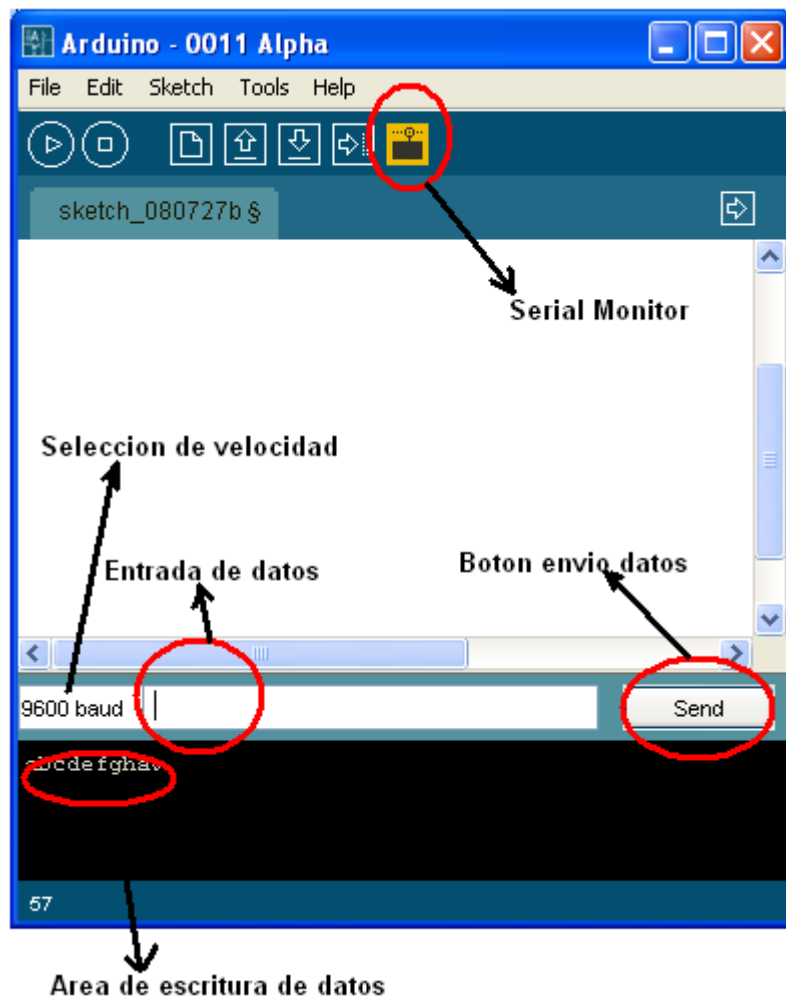 Arduino - 0011 Alpha
File Edit Sketch Tools Help
sketch_080727b §
Serial Monitor
Seleccion de velocidad
Entrada de datos
Boton envio datos
9600 baud
Send
abcdefghav
57
Area de escritura de datos